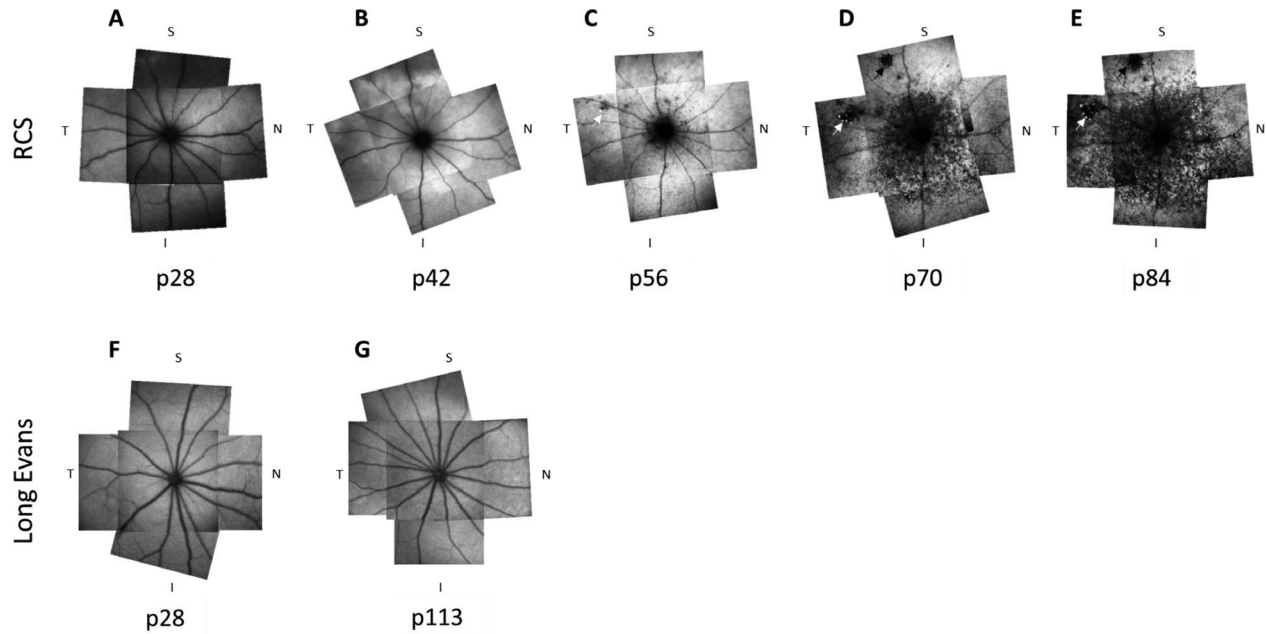 RCS
A
S
T
N
I
p28
B
S
T
N
I
p42
C
S
T
N
I
p56
D
S
T
N
I
p70
E
S
T
N
I
p84
Long Evans
F
S
T
N
I
p28
G
S
T
N
I
p113